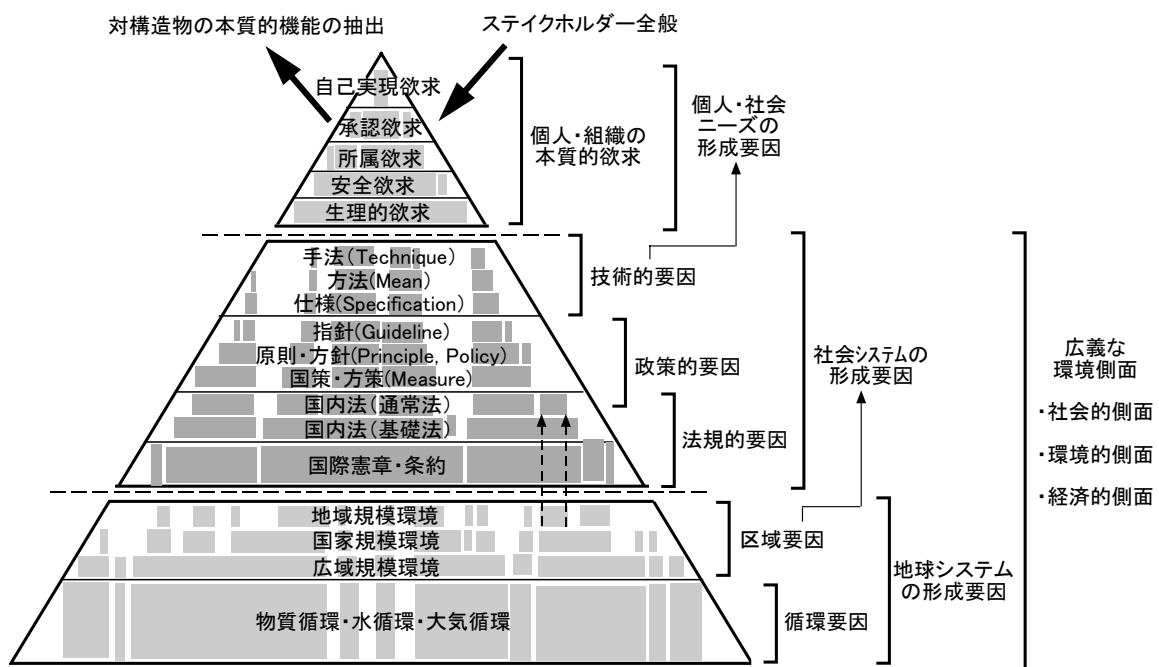 対構造物の本質的機能の抽出
ステイクホルダー全般
自己実現欲求
承認欲求
所属欲求
安全欲求
生理的欲求
個人・組織の
本質的欲求
個人・社会
ニーズの
形成要因
手法(Technique)
方法(Mean)
仕様(Specification)
指針(Guideline)
原則・方針(Principle, Policy)
国策・方策(Measure)
国内法(通常法)
国内法(基礎法)
国際憲章・条約
技術的要因
政策的要因
法規的要因
社会システムの
形成要因
広義な
環境側面
・社会的側面
・環境的側面
・経済的側面
地域規模環境
国家規模環境
広域規模環境
物質循環・水循環・大気循環
区域要因
循環要因
地球システム
の形成要因